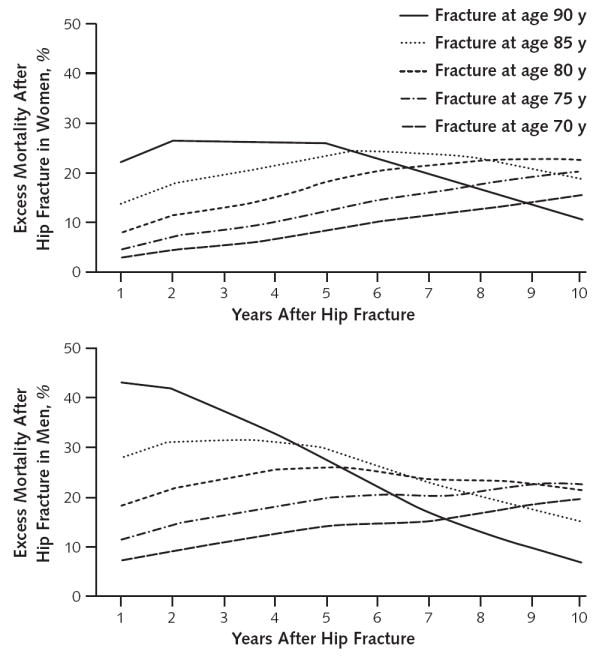 Fracture at age 90 y
Fracture at age 85 y
Fracture at age 80 y
Fracture at age 75 y
Fracture at age 70 y
Excess Mortality After
Hip Fracture in Women, %
50
40
30
20
10
0
1 2 3 4 5 6 7 8 9 10
Years After Hip Fracture
Excess Mortality After
Hip Fracture in Men, %
50
40
30
20
10
0
1 2 3 4 5 6 7 8 9 10
Years After Hip Fracture